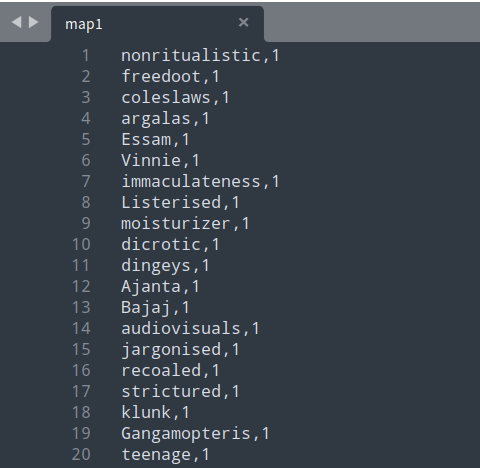 map1
1 nonritualistic,1
2 freedoot,1
3 coleslaws,1
4 argalas,1
5 Essam,1
6 Vinnie,1
7 immaculateness,1
8 Listerised,1
9 moisturizer,1
10 dicrotic,1
11 dingeys,1
12 Ajanta,1
13 Bajaj,1
14 audiovisuals,1
15 jargonised,1
16 recoaled,1
17 strictured,1
18 klunk,1
19 Gangamopteris,1
20 teenage,1